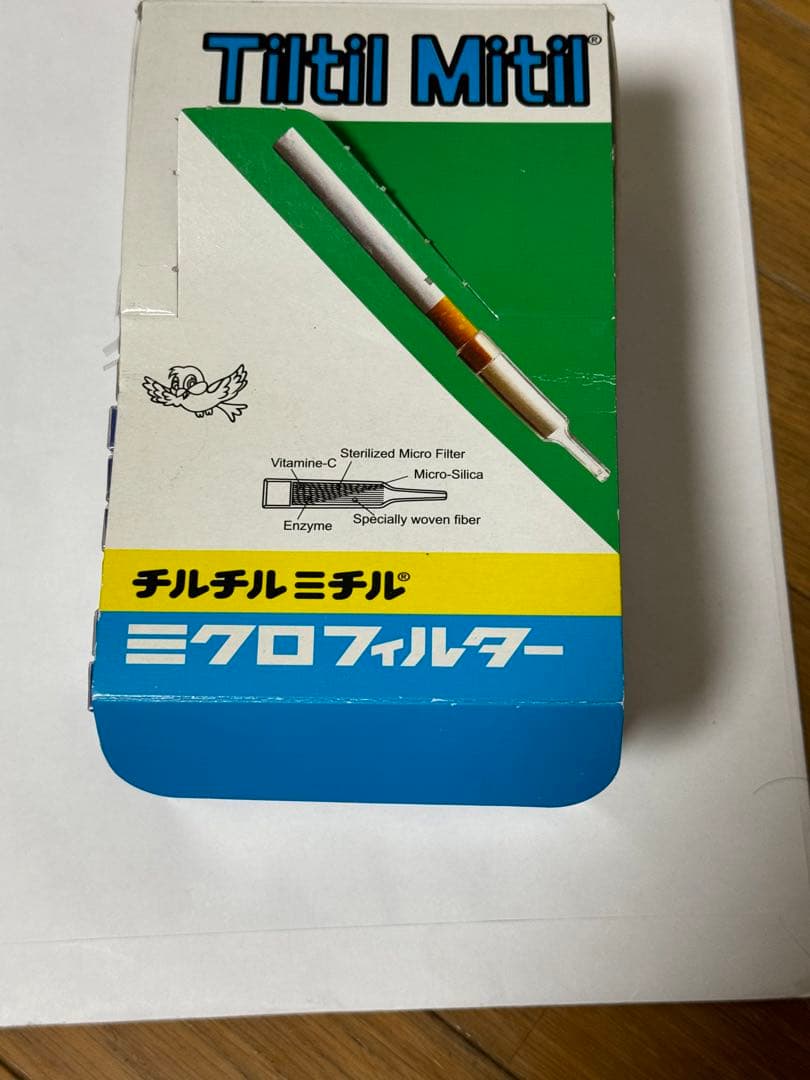 Tiltil Mitil®
Sterilized Micro Filter
Vitamine-C
Micro-Silica
Enzyme
Specially woven fiber
チルチルミチル®
ミクロフィルター